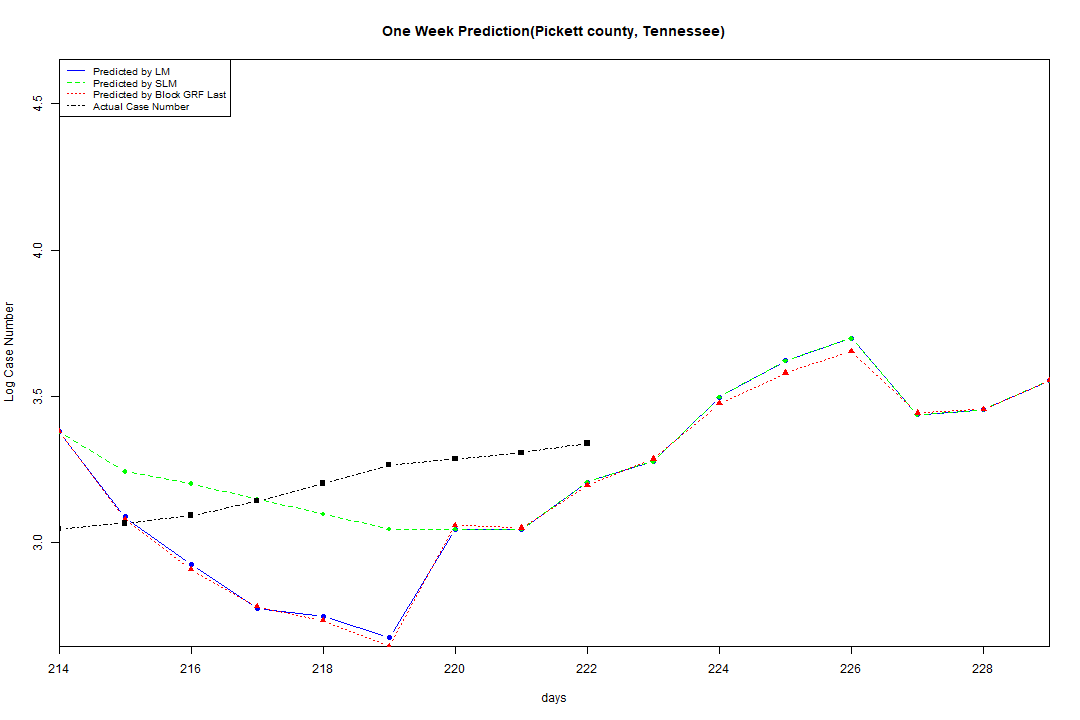 One Week Prediction(Pickett county, Tennessee)
Predicted by LM
Predicted by SLM
Predicted by Block GRF Last
Actual Case Number
4.5
4.0
3.5
3.0
Log Case Number
214 216 218 220 222 224 226 228
days